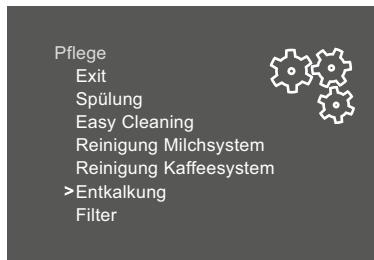 Pflege
Exit
Spülung
Easy Cleaning
Reinigung Milchsystem
Reinigung Kaffeesystem
>Entkalkung
Filter